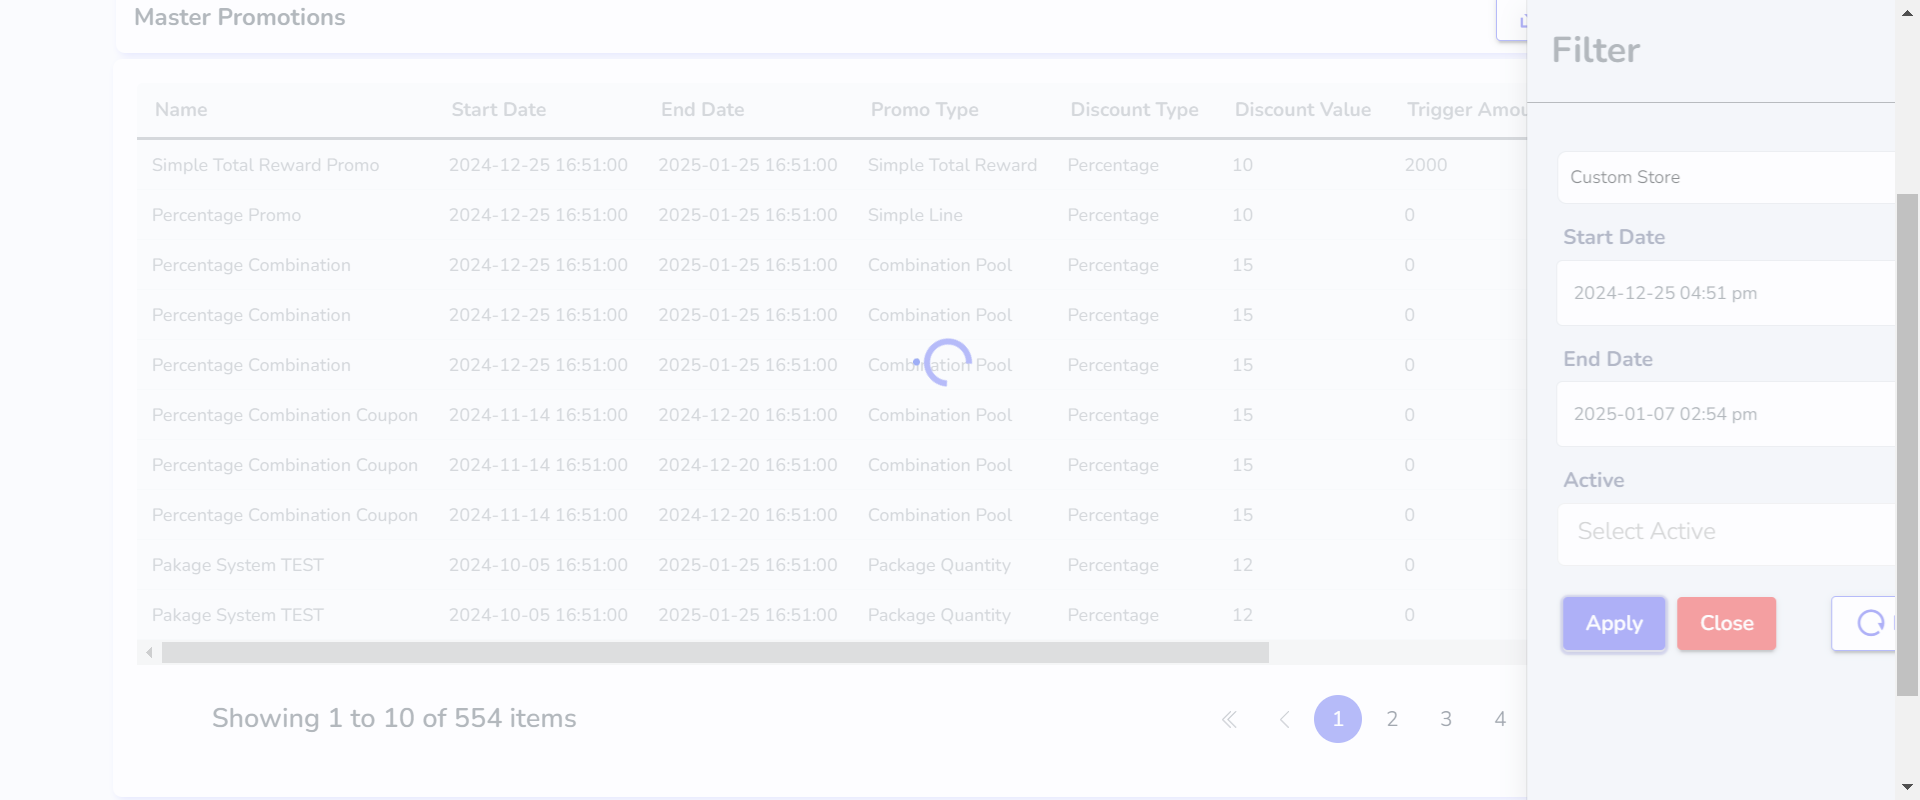 Master Promotions
Filter
Name Start Date End Date Promo Type Discount Type Discount Value Trigger Amou
Simple Total Reward Promo 2024-12-25 16:51:00 2025-01-25 16:51:00 Simple Total Reward Percentage 10 2000
Percentage Promo 2024-12-25 16:51:00 2025-01-25 16:51:00 Simple Line Percentage 10 0
Percentage Combination 2024-12-25 16:51:00 2025-01-25 16:51:00 Combination Pool Percentage 15 0
Percentage Combination 2024-12-25 16:51:00 2025-01-25 16:51:00 Combination Pool Percentage 15 0
Percentage Combination 2024-12-25 16:51:00 2025-01-25 16:51:00 Combination Pool Percentage 15 0
Percentage Combination Coupon 2024-11-14 16:51:00 2024-12-20 16:51:00 Combination Pool Percentage 15 0
Percentage Combination Coupon 2024-11-14 16:51:00 2024-12-20 16:51:00 Combination Pool Percentage 15 0
Percentage Combination Coupon 2024-11-14 16:51:00 2024-12-20 16:51:00 Combination Pool Percentage 15 0
Pakage System TEST 2024-10-05 16:51:00 2025-01-25 16:51:00 Package Quantity Percentage 12 0
Pakage System TEST 2024-10-05 16:51:00 2025-01-25 16:51:00 Package Quantity Percentage 12 0
Showing 1 to 10 of 554 items
1 2 3 4
Custom Store
Start Date
2024-12-25 04:51 pm
End Date
2025-01-07 02:54 pm
Active
Select Active
Apply Close